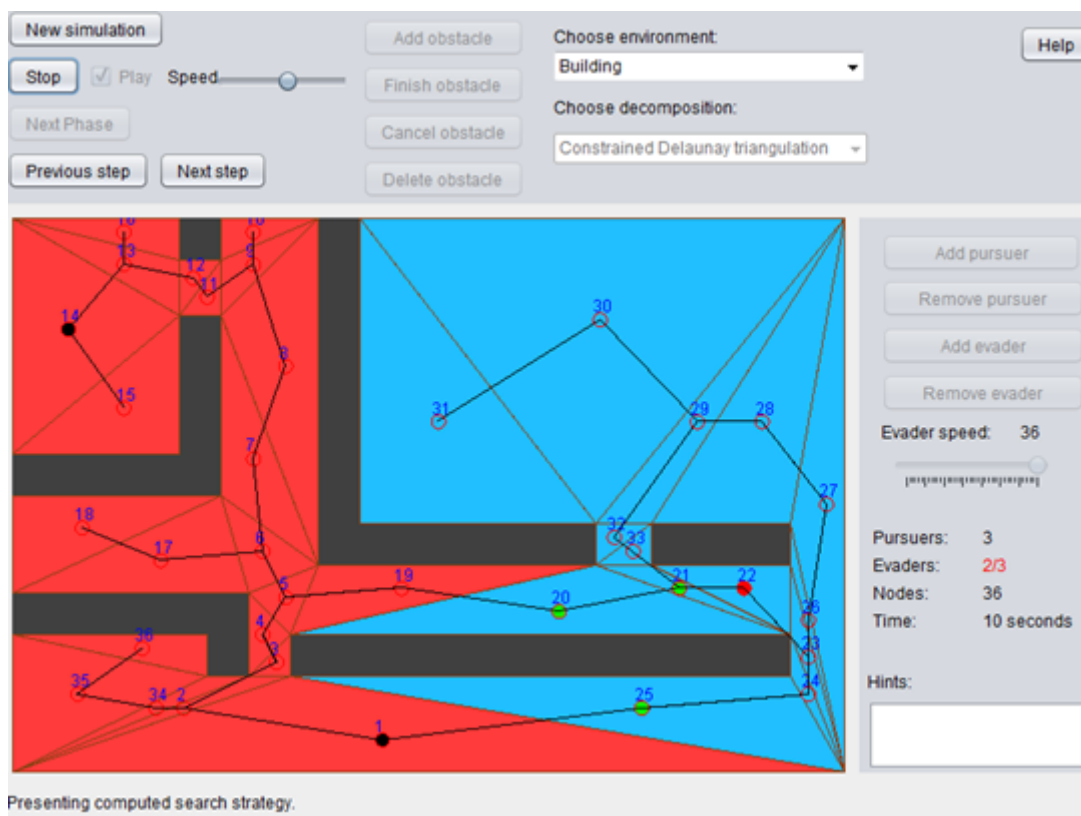 New simulation
Stop
Play
Speed
Next Phase
Previous step
Next step
Add obstacle
Finish obstacle
Cancel obstacle
Delete obstacle
Choose environment:
Building
Choose decomposition:
Constrained Delaunay triangulation
Help
10
13
12
11
9
14
15
8
7
18
17
6
5
19
4
3
36
35
34
2
1
20
21
22
25
30
31
29
28
27
32
33
26
23
24
Add pursuer
Remove pursuer
Add evader
Remove evader
Evader speed: 36
Pursuers: 3
Evaders: 2/3
Nodes: 36
Time: 10 seconds
Hints:
Presenting computed search strategy.